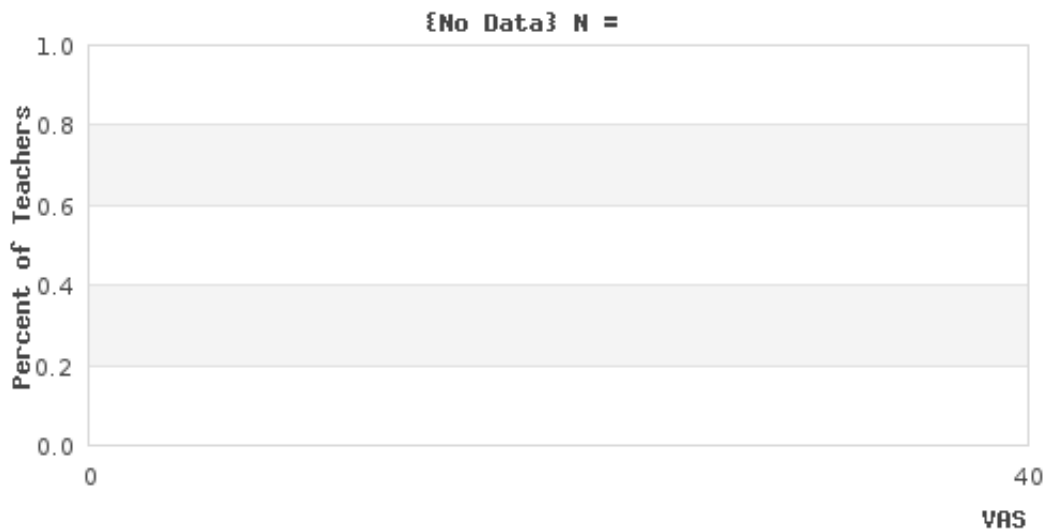 {No Data} N =
1.0
0.8
0.6
0.4
0.2
0.0
Percent of Teachers
0
40
VAS